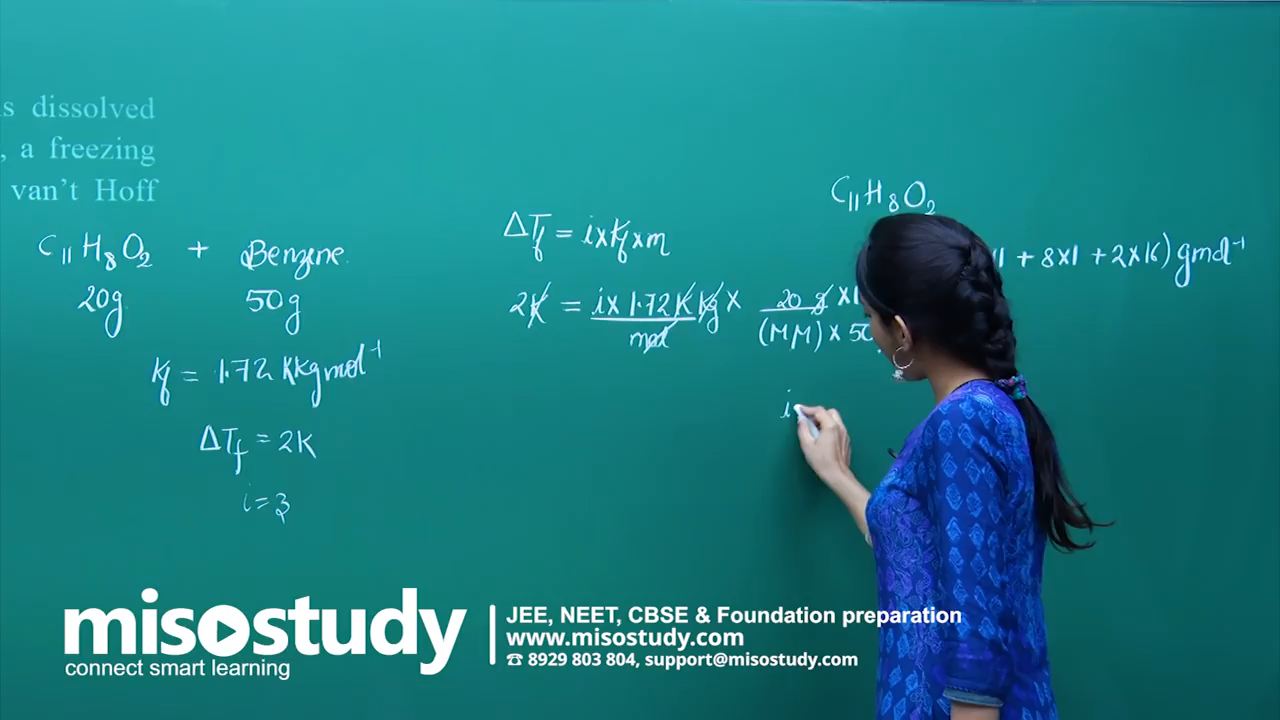 s dissolved
, a freezing
van't Hoff
C₁₁H₈O₂ + Benzene
20g 50g
Kf = 1.72 K kg mol⁻¹
ΔTf = 2K
i = ?
ΔTf = i x Kf x m
2K = i x 1.72 K Kg x 20 g x 1
mol (MM) x 50
i
C₁₁H₈O₂
11 + 8x1 + 2x16) gmol⁻¹
misostudy
connect smart learning
JEE, NEET, CBSE & Foundation preparation
www.misostudy.com
☎ 8929 803 804, support@misostudy.com